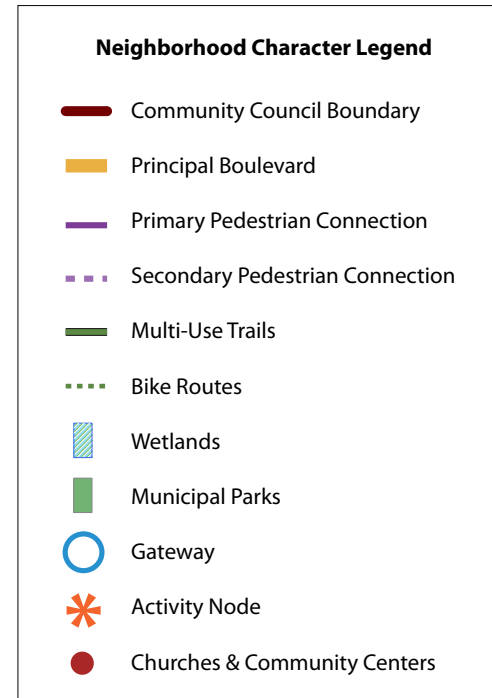 Neighborhood Character Legend
Community Council Boundary
Principal Boulevard
Primary Pedestrian Connection
Secondary Pedestrian Connection
Multi-Use Trails
Bike Routes
Wetlands
Municipal Parks
Gateway
Activity Node
Churches & Community Centers